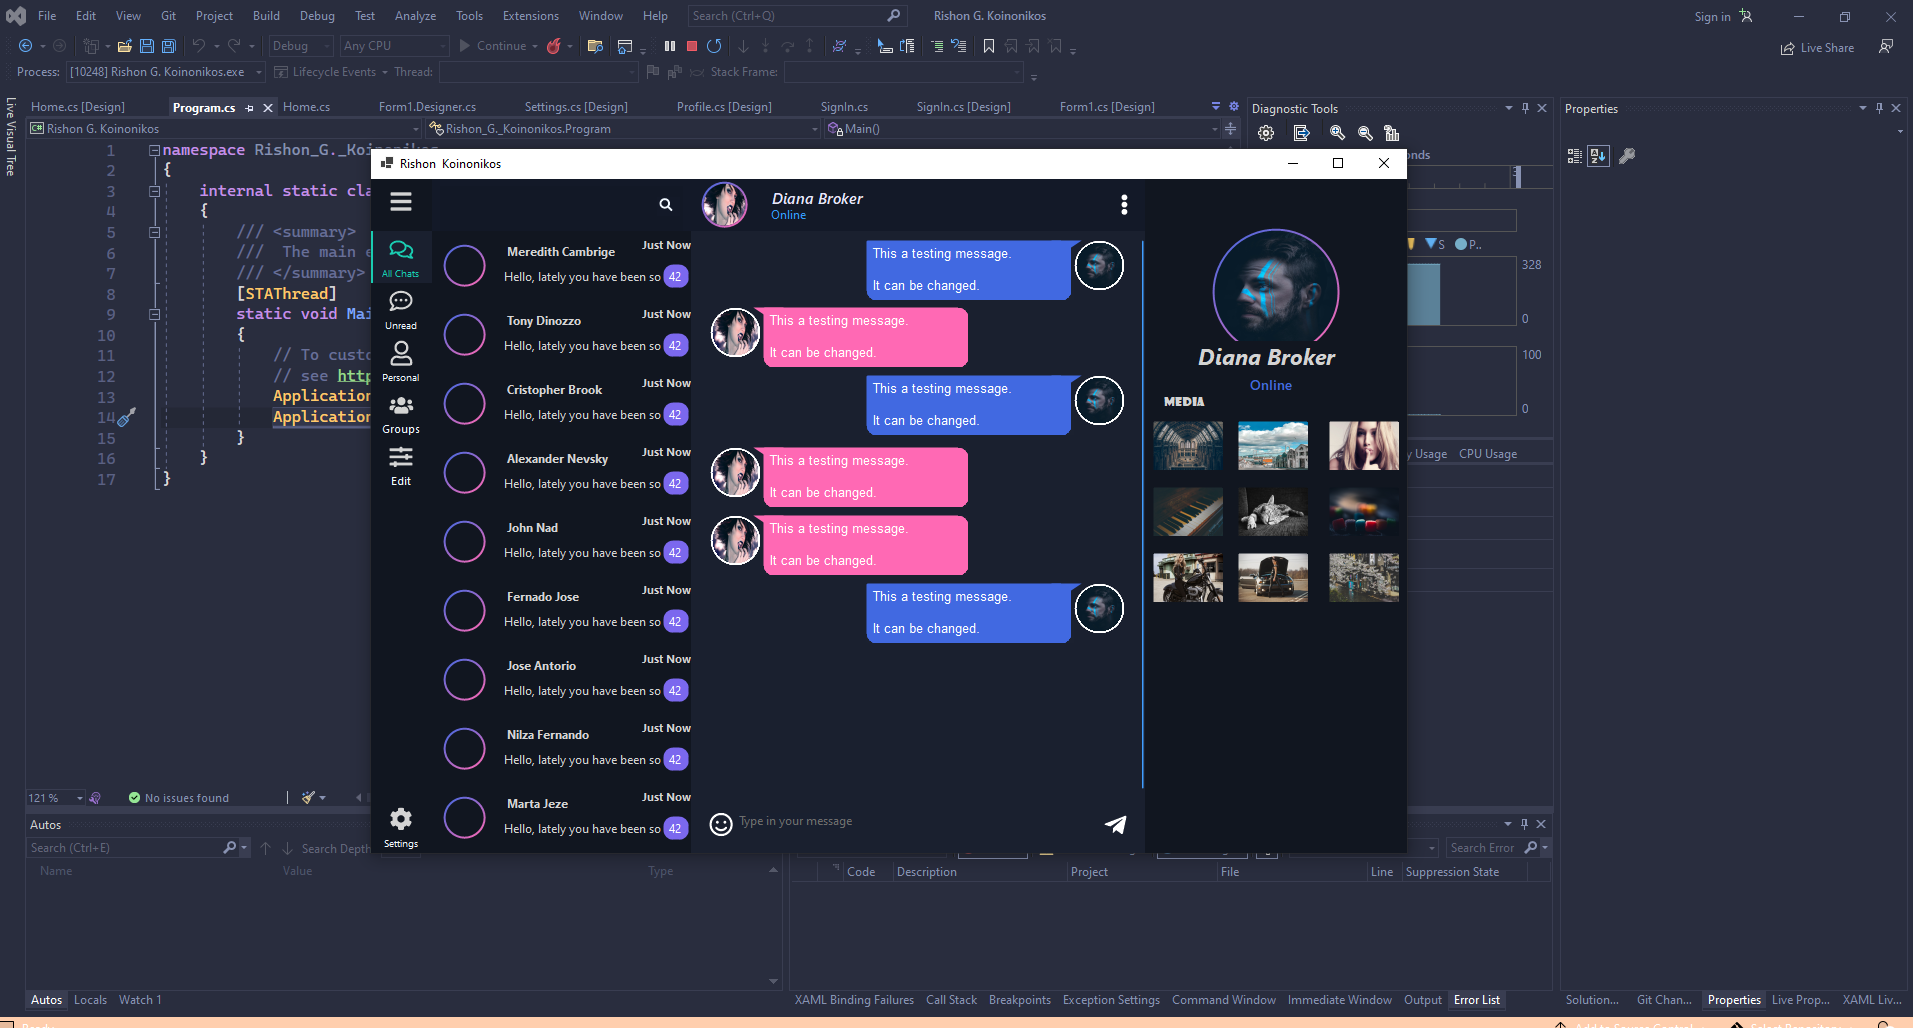 File Edit View Git Project Build Debug Test Analyze Tools Extensions Window Help Search (Ctrl+Q) Rishon G. Koinonikos Sign in
Debug Any CPU Continue Live Share
Process: [10248] Rishon G. Koinonikos.exe Lifecycle Events Thread: Stack Frame:
Live Visual Tree
Home.cs [Design] Program.cs Home.cs Form1.Designer.cs Settings.cs [Design] Profile.cs [Design] SignIn.cs SignIn.cs [Design] Form1.cs [Design]
C# Rishon G. Koinonikos Rishon_G._Koinonikos.Program Main()
1 namespace Rishon_G._Koinonikos
2 {
3 internal static cla
4 {
5 /// <summary>
6 /// The main e
7 /// </summary>
8 [STAThread]
9 static void Mai
10 {
11 // To custo
12 // see http
13 Application
14 Application
15 }
16 }
17 }
121 % No issues found
Rishon Koinonikos
All Chats
Unread
Personal
Groups
Edit
Settings
Meredith Cambrige Just Now
Hello, lately you have been so 42
Tony Dinozzo Just Now
Hello, lately you have been so 42
Cristopher Brook Just Now
Hello, lately you have been so 42
Alexander Nevsky Just Now
Hello, lately you have been so 42
John Nad Just Now
Hello, lately you have been so 42
Fernado Jose Just Now
Hello, lately you have been so 42
Jose Antorio Just Now
Hello, lately you have been so 42
Nilza Fernando Just Now
Hello, lately you have been so 42
Marta Jeze Just Now
Hello, lately you have been so 42
Diana Broker
Online
This a testing message.
It can be changed.
This a testing message.
It can be changed.
This a testing message.
It can be changed.
This a testing message.
It can be changed.
This a testing message.
It can be changed.
This a testing message.
It can be changed.
Type in your message
Diana Broker
Online
MEDIA
Diagnostic Tools
onds
S P..
328
0
100
0
y Usage CPU Usage
Properties
Autos
Search (Ctrl+E) Search Depth
Name Value Type
Autos Locals Watch 1
Search Error
Code Description Project File Line Suppression State
XAML Binding Failures Call Stack Breakpoints Exception Settings Command Window Immediate Window Output Error List
Solution... Git Chan... Properties Live Prop... XAML Liv...
Ready Add to Source Control Select Repository